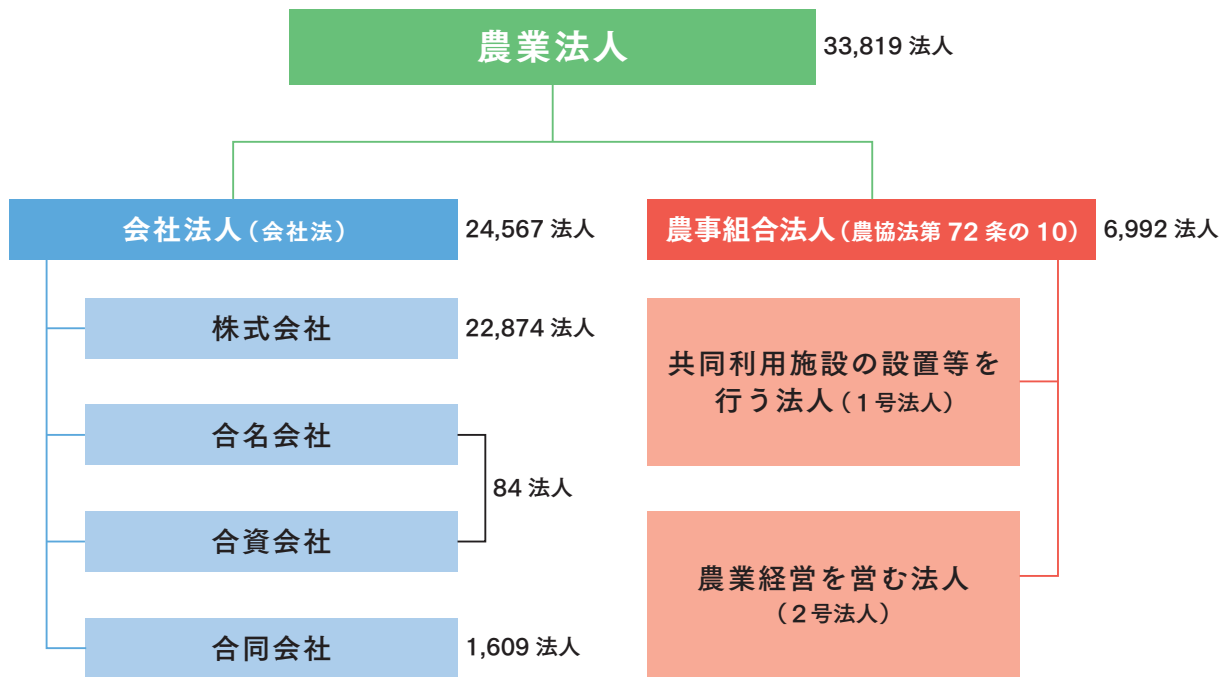 農業法人
33,819 法人
会社法人（会社法）
24,567 法人
株式会社
22,874 法人
合名会社
84 法人
合資会社
合同会社
1,609 法人
農事組合法人（農協法第 72 条の 10）
6,992 法人
共同利用施設の設置等を
行う法人（1号法人）
農業経営を営む法人
（2号法人）